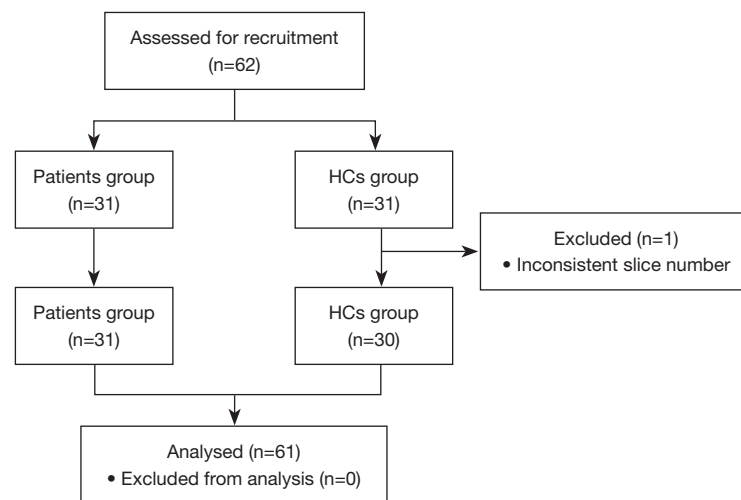 Assessed for recruitment
(n=62)
Patients group
(n=31)
HCs group
(n=31)
Excluded (n=1)
• Inconsistent slice number
Patients group
(n=31)
HCs group
(n=30)
Analysed (n=61)
• Excluded from analysis (n=0)